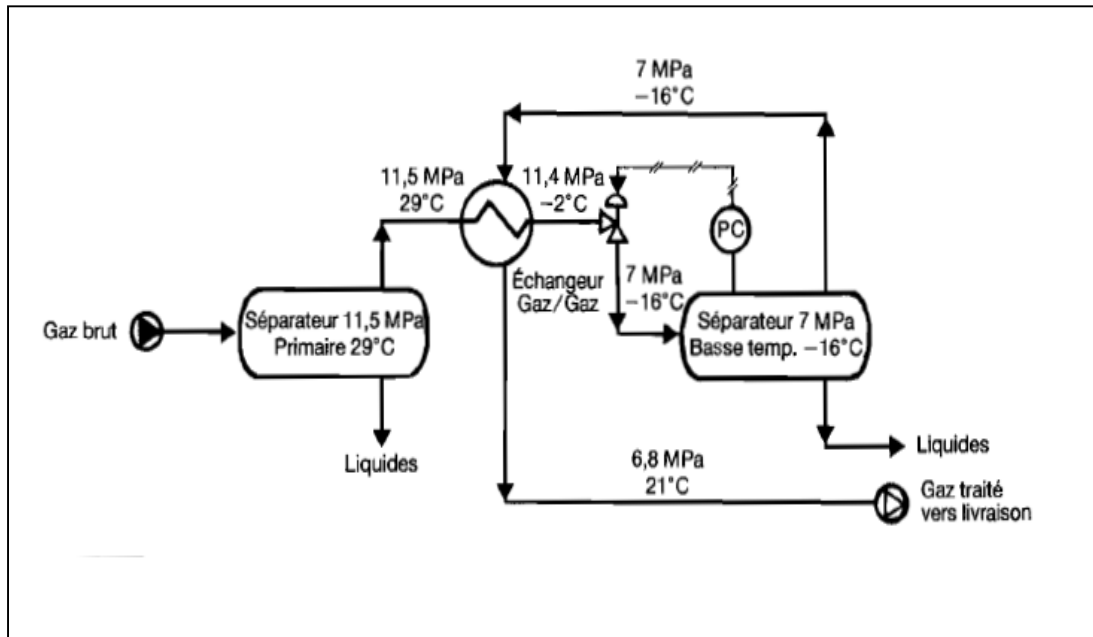 7 MPa
−16°C
11,5 MPa
29°C
11,4 MPa
−2°C
PC
Échangeur
Gaz/Gaz
7 MPa
−16°C
Gaz brut
Séparateur 11,5 MPa
Primaire 29°C
Séparateur 7 MPa
Basse temp. −16°C
Liquides
Liquides
6,8 MPa
21°C
Gaz traité
vers livraison